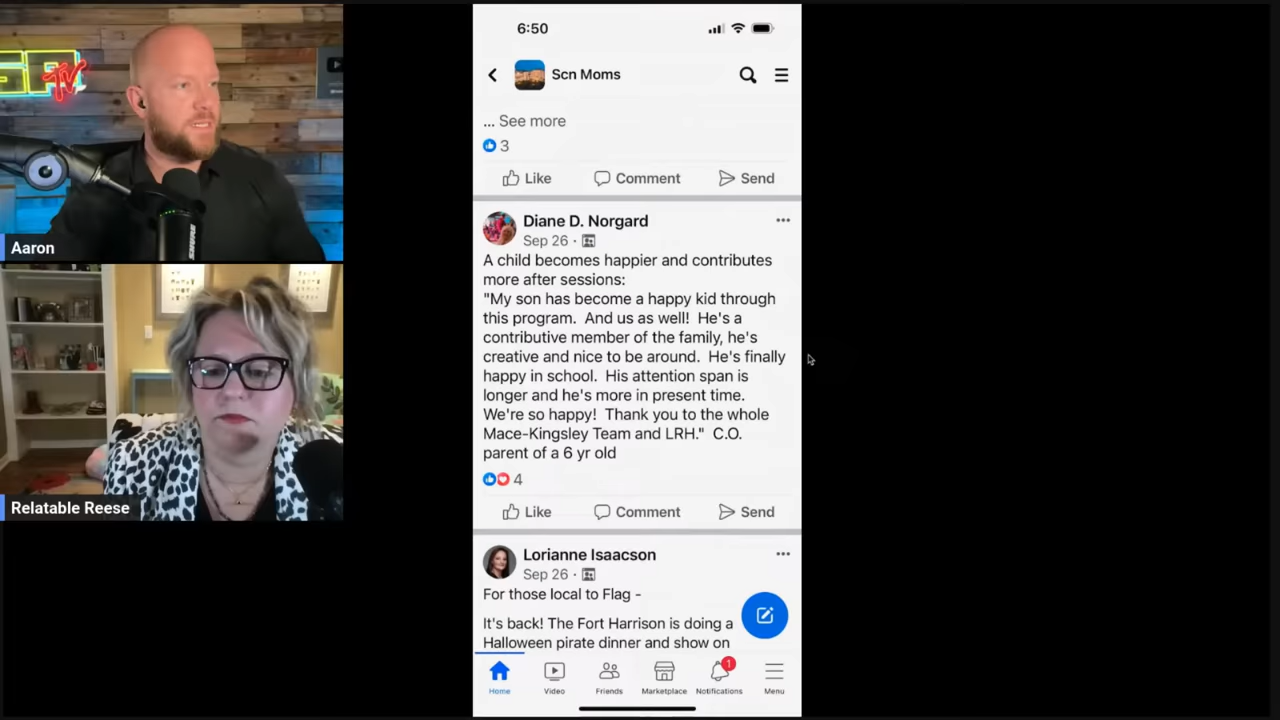 TV
Aaron
Relatable Reese
6:50
Scn Moms
... See more
3
Like Comment Send
Diane D. Norgard
Sep 26 ·
A child becomes happier and contributes
more after sessions:
"My son has become a happy kid through
this program. And us as well! He's a
contributive member of the family, he's
creative and nice to be around. He's finally
happy in school. His attention span is
longer and he's more in present time.
We're so happy! Thank you to the whole
Mace-Kingsley Team and LRH." C.O.
parent of a 6 yr old
4
Like Comment Send
Lorianne Isaacson
Sep 26 ·
For those local to Flag -
It's back! The Fort Harrison is doing a
Halloween pirate dinner and show on
1
Home Video Friends Marketplace Notifications Menu